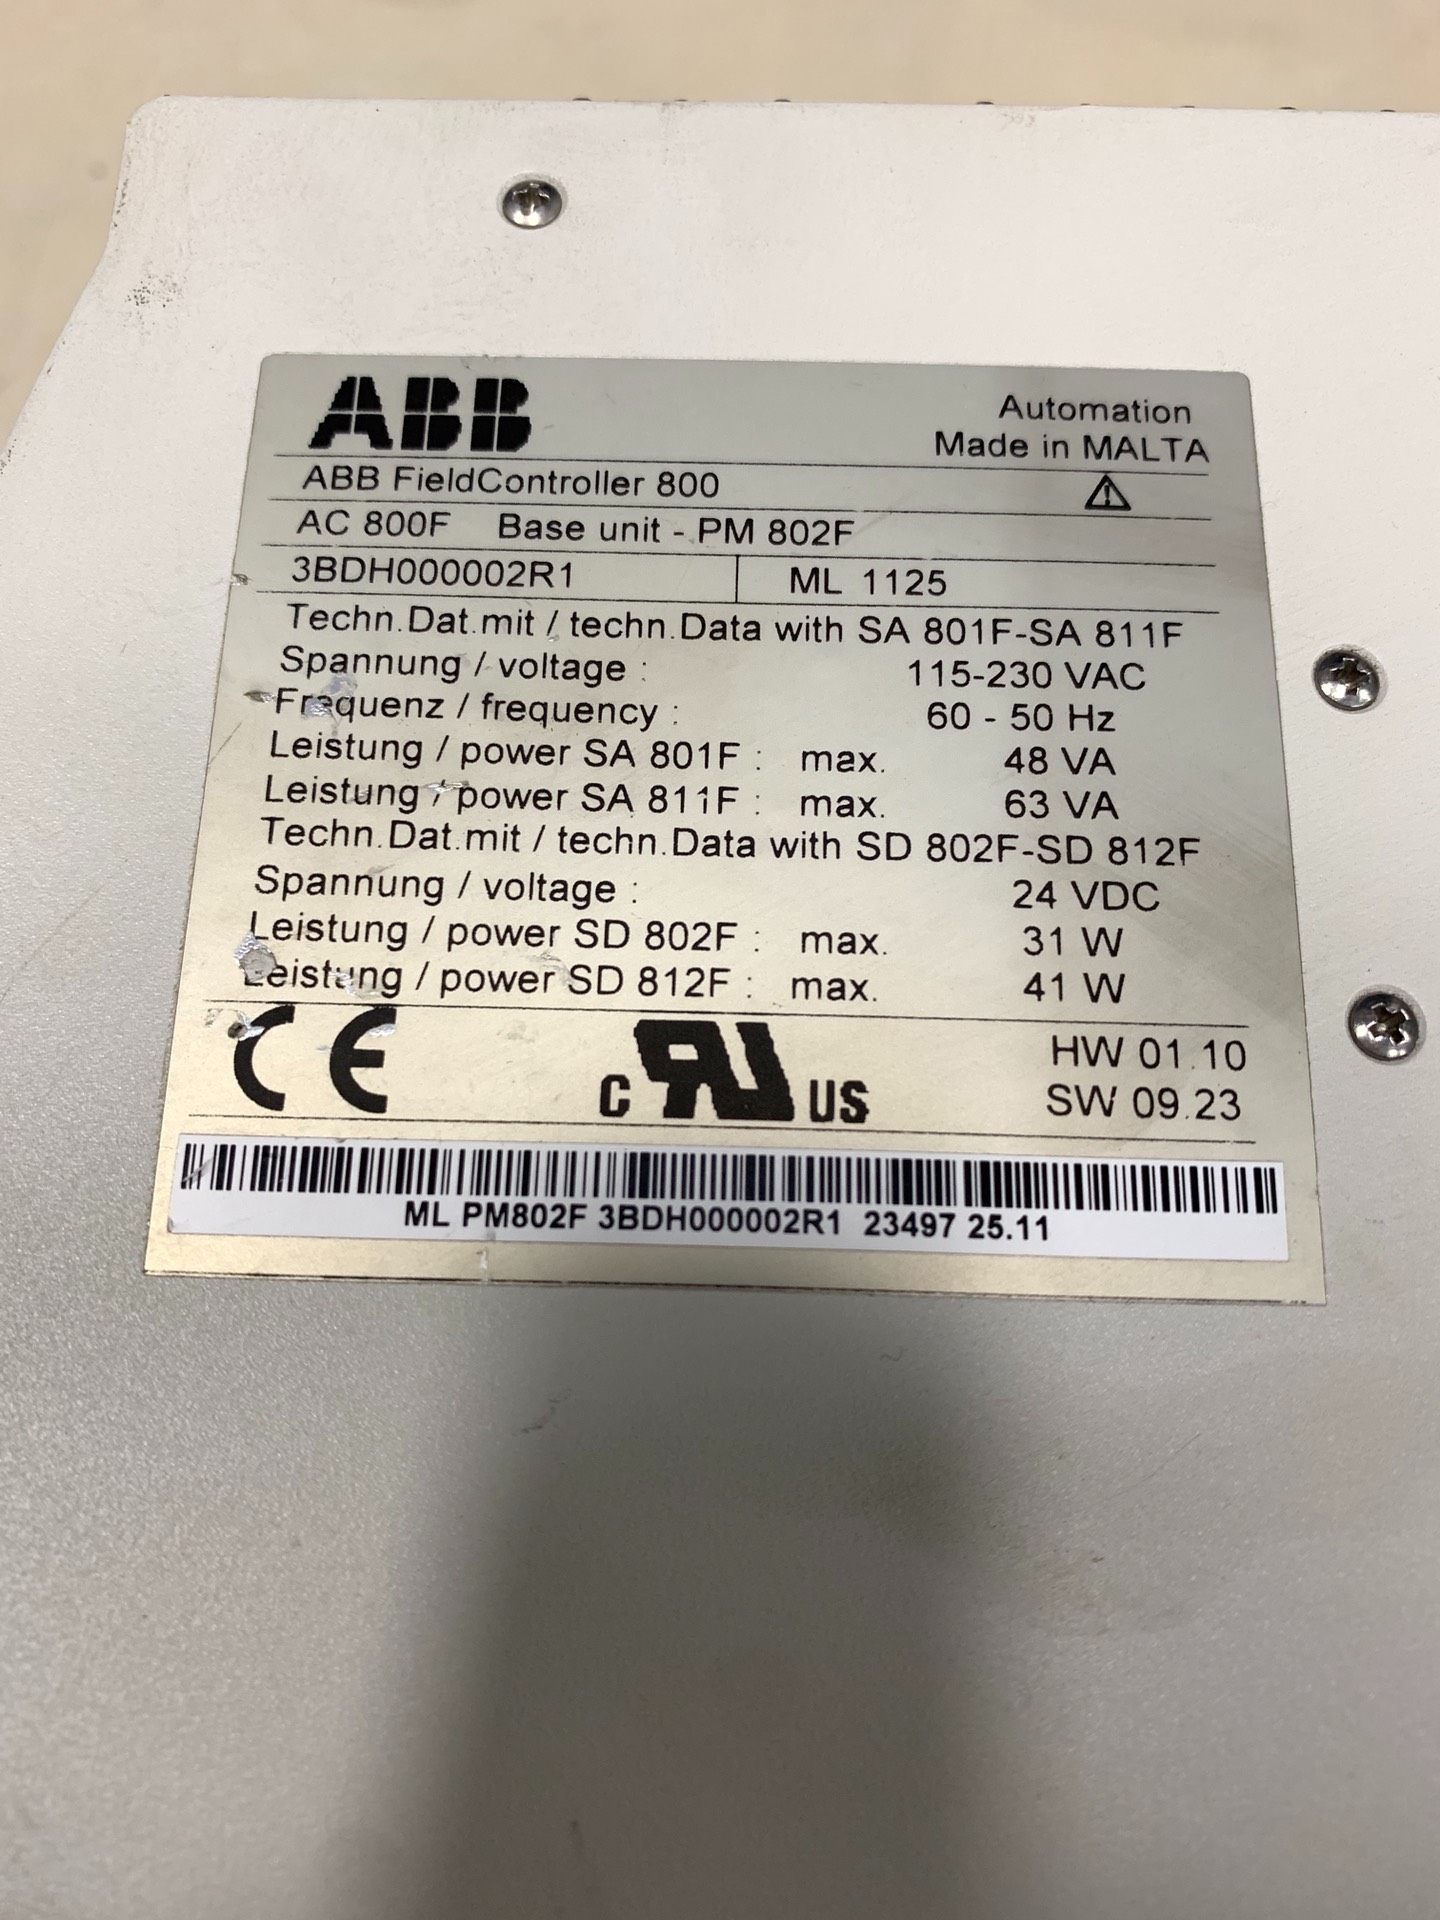 ABB
Automation
Made in MALTA
ABB FieldController 800
AC 800F Base unit - PM 802F
3BDH000002R1 ML 1125
Techn.Dat.mit / techn.Data with SA 801F-SA 811F
Spannung / voltage : 115-230 VAC
Frequenz / frequency : 60 - 50 Hz
Leistung / power SA 801F : max. 48 VA
Leistung / power SA 811F : max. 63 VA
Techn.Dat.mit / techn.Data with SD 802F-SD 812F
Spannung / voltage : 24 VDC
Leistung / power SD 802F : max. 31 W
Leistung / power SD 812F : max. 41 W
CE C RU US HW 01.10
SW 09.23
ML PM802F 3BDH000002R1 23497 25.11